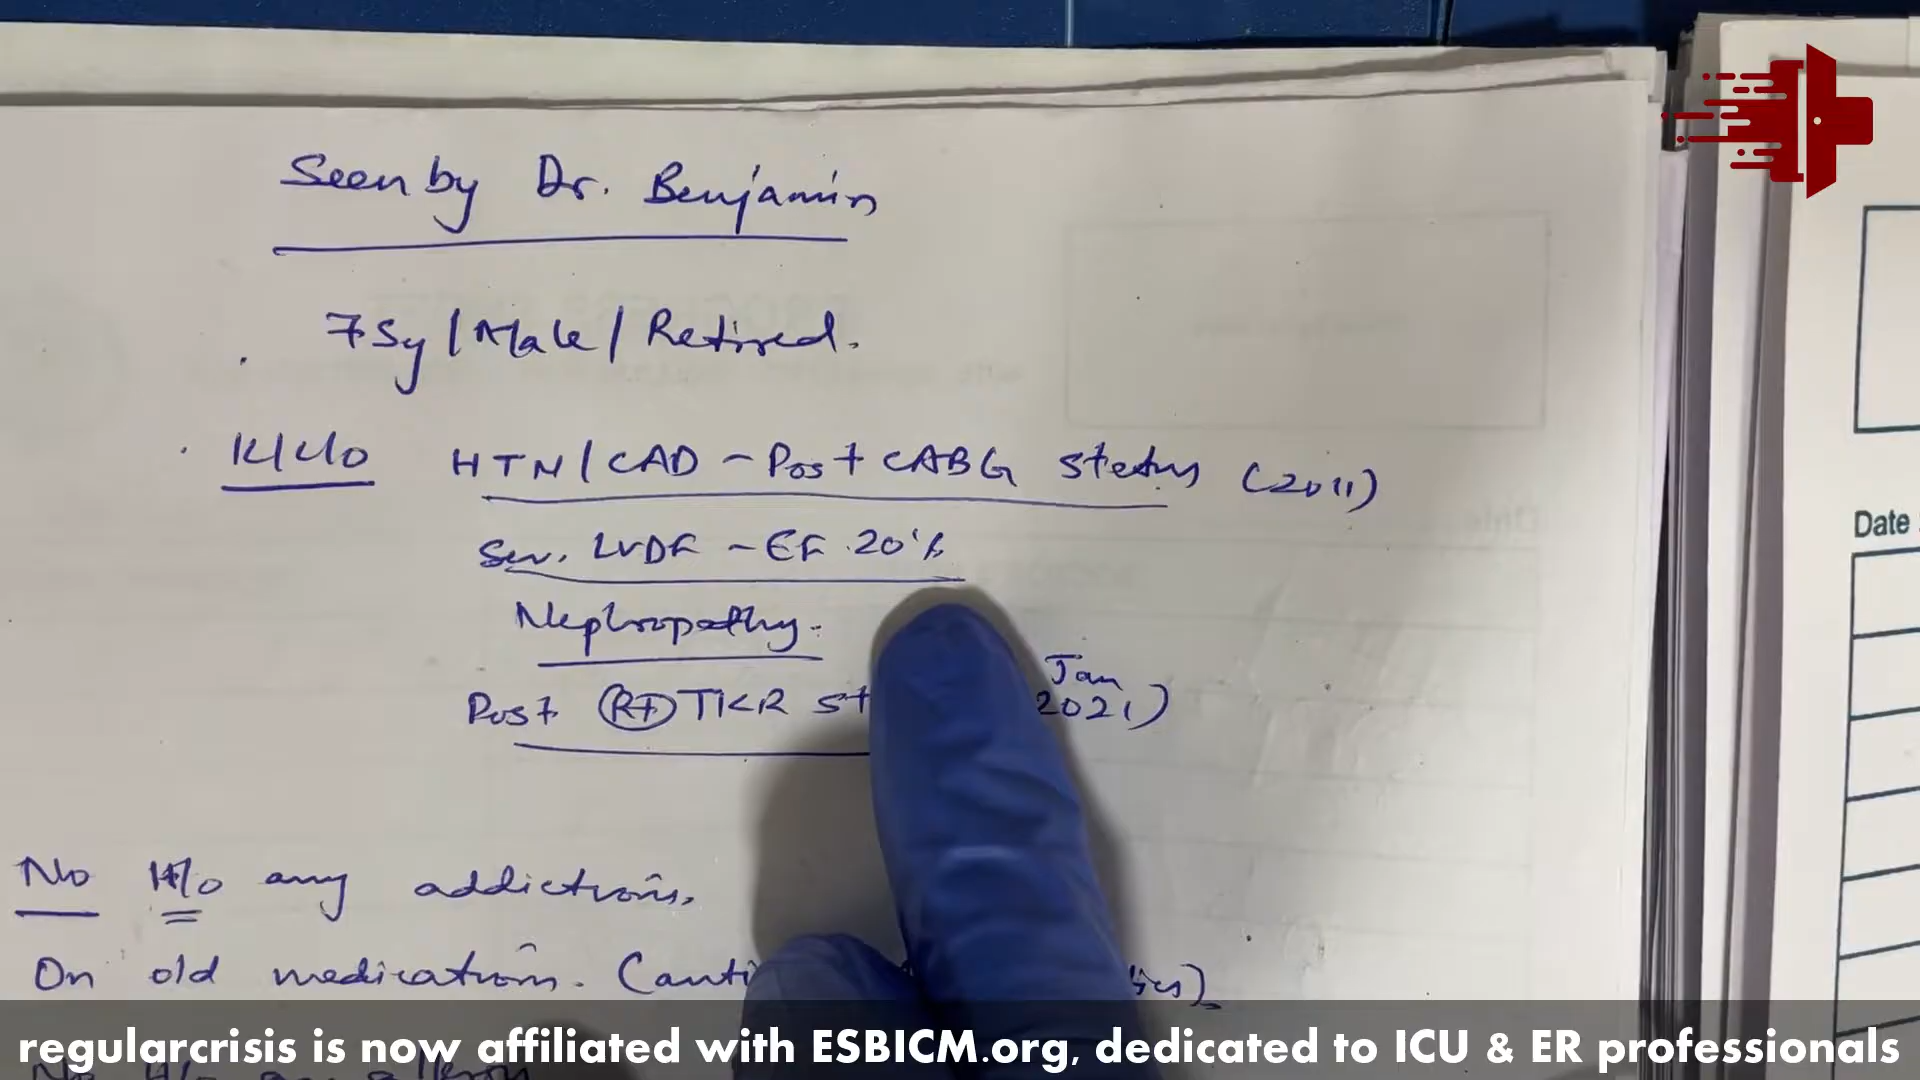 Seen by Dr. Benjamin
75y/Male/Retired.
K/C/O HTN/CAD - Post CABG status (2011)
Sev. LVDF - EF 20%
Nephropathy.
Post Rt TKR st
Jan
2021)
Date
No H/o any addictions.
On old medications. (anti
regularcrisis is now affiliated with ESBICM.org, dedicated to ICU & ER professionals